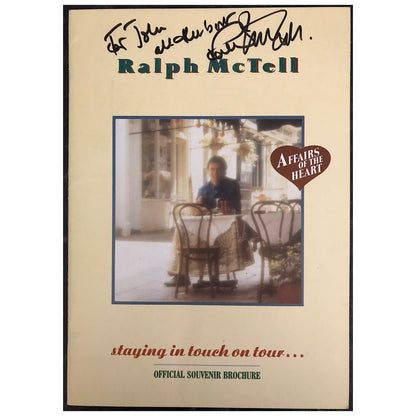 For John
all the best
Ralph McTell
AFFAIRS
OF THE
HEART
staying in touch on tour...
OFFICIAL SOUVENIR BROCHURE